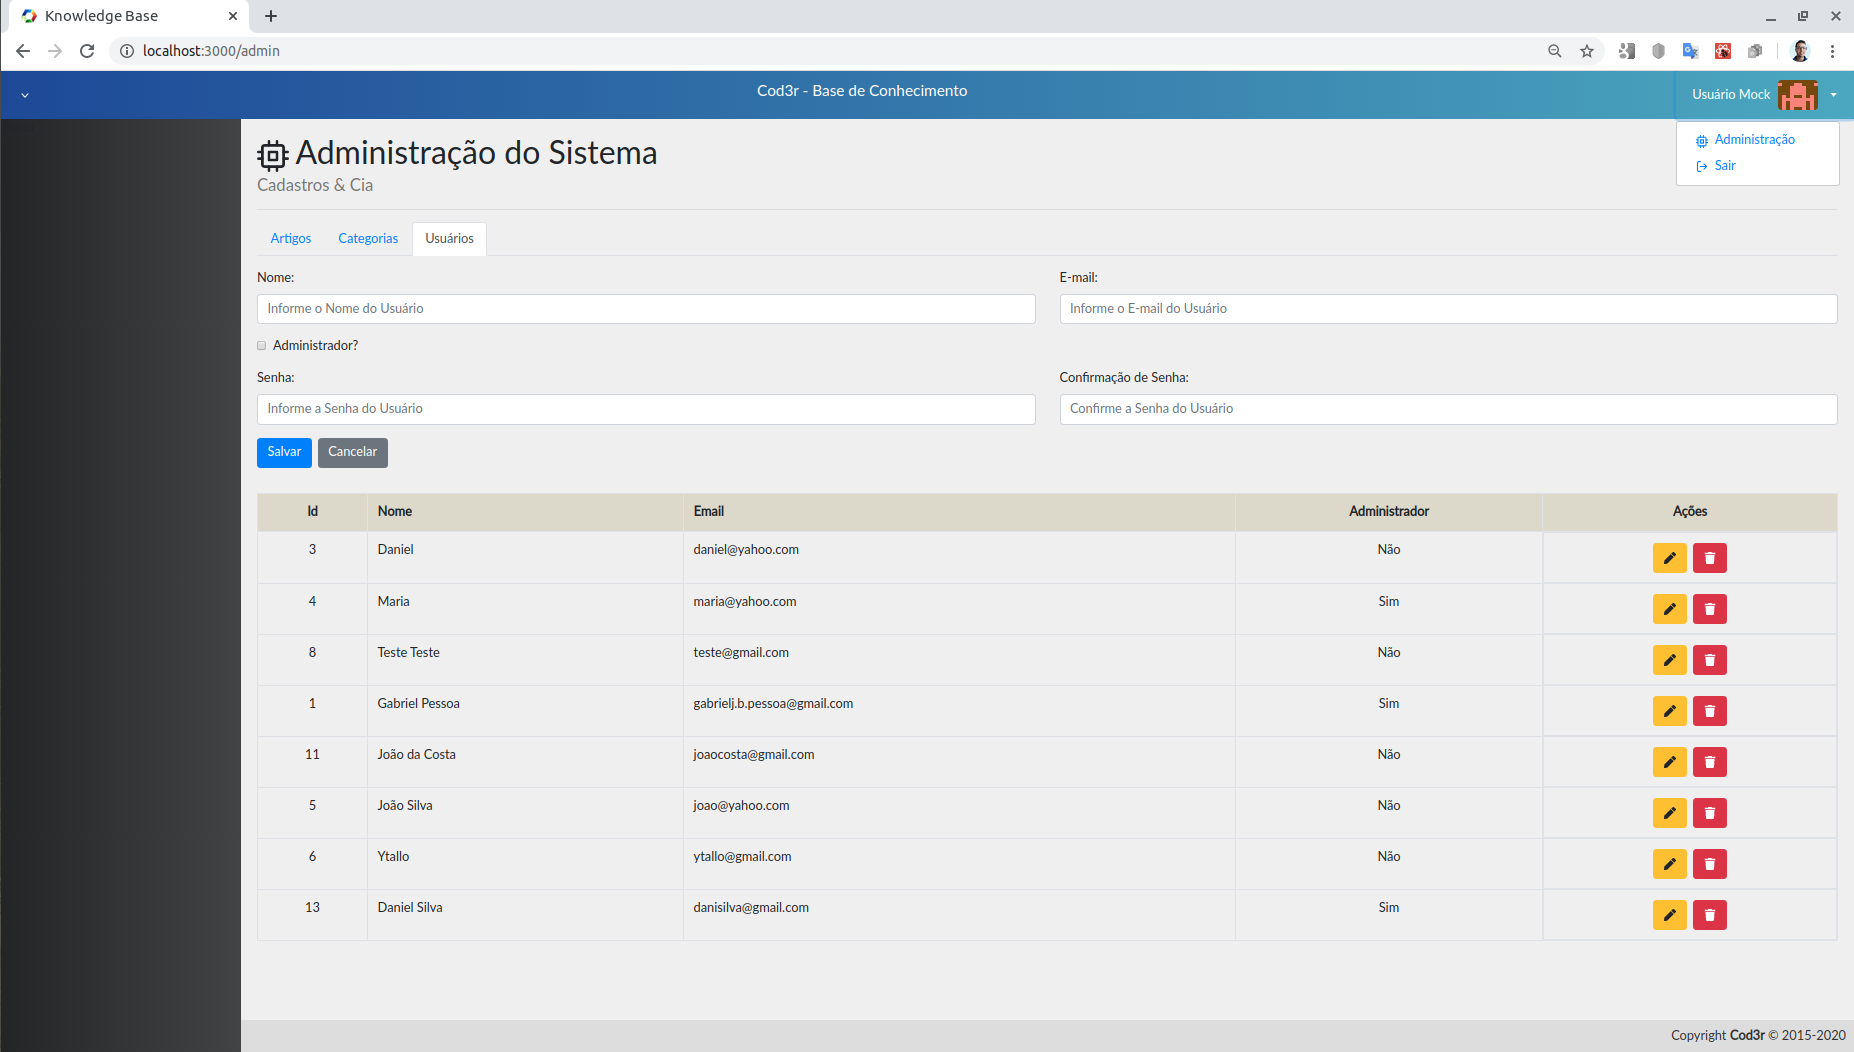 Knowledge Base
localhost:3000/admin
Cod3r - Base de Conhecimento
Usuário Mock
Administração
Sair
Administração do Sistema
Cadastros & Cia
Artigos Categorias Usuários
Nome: E-mail:
Informe o Nome do Usuário Informe o E-mail do Usuário
Administrador?
Senha: Confirmação de Senha:
Informe a Senha do Usuário Confirme a Senha do Usuário
Salvar Cancelar
Id Nome Email Administrador Ações
3 Daniel daniel@yahoo.com Não
4 Maria maria@yahoo.com Sim
8 Teste Teste teste@gmail.com Não
1 Gabriel Pessoa gabrielj.b.pessoa@gmail.com Sim
11 João da Costa joaocosta@gmail.com Não
5 João Silva joao@yahoo.com Não
6 Ytallo ytallo@gmail.com Não
13 Daniel Silva danisilva@gmail.com Sim
Copyright Cod3r © 2015-2020